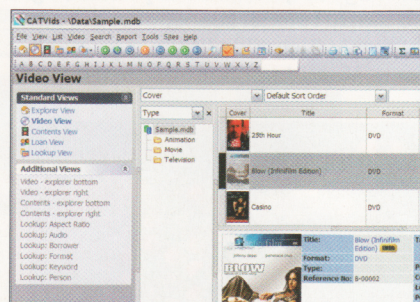 CATVids - \Data\Sample.mdb
File View List Video Search Report Tools Sites Help
A B C D E F G H I J K L M N O P Q R S T U V W X Y Z
Video View
Standard Views
Explorer View
Video View
Contents View
Loan View
Lookup View
Additional Views
Video - explorer bottom
Video - explorer right
Contents - explorer bottom
Contents - explorer right
Lookup: Aspect Ratio
Lookup: Audio
Lookup: Borrower
Lookup: Format
Lookup: Keyword
Lookup: Person
Cover
Default Sort Order
Type
Sample.mdb
Animation
Movie
Television
Cover Title Format
25th Hour DVD
Blow (Infinifilm Edition) DVD
Casino DVD
BLOW
Title: Blow (Infinifilm Edition)
Format: DVD
Type:
Reference No: B-00002